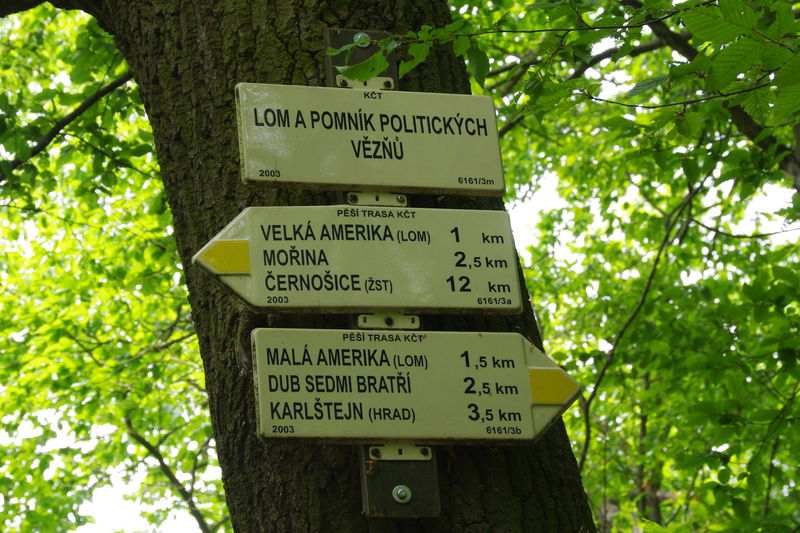 KČT
LOM A POMNÍK POLITICKÝCH
VĚZŇŮ
2003 6161/3m
PĚŠÍ TRASA KČT
VELKÁ AMERIKA (LOM) 1 km
MOŘINA 2,5 km
ČERNOŠICE (ŽST) 12 km
2003 6161/3a
PĚŠÍ TRASA KČT
MALÁ AMERIKA (LOM) 1,5 km
DUB SEDMI BRATŘÍ 2,5 km
KARLŠTEJN (HRAD) 3,5 km
2003 6161/3b